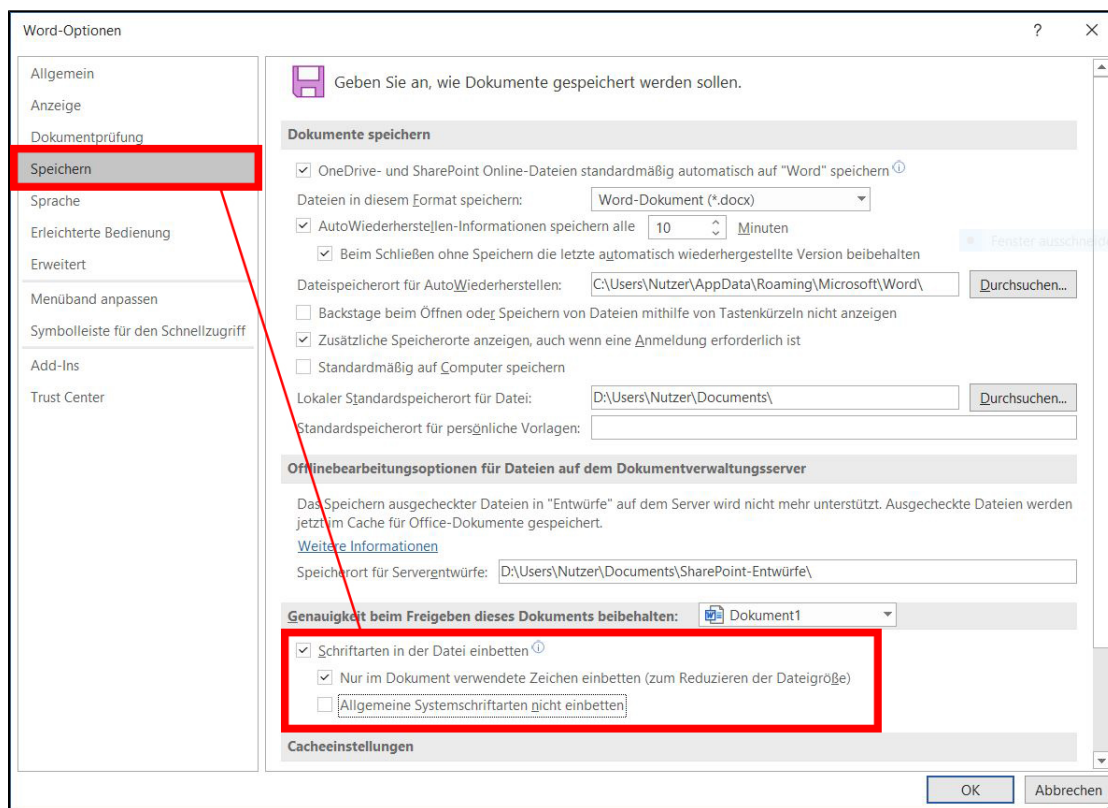 Word-Optionen
?
Allgemein
Anzeige
Dokumentprüfung
Speichern
Sprache
Erleichterte Bedienung
Erweitert
Menüband anpassen
Symbolleiste für den Schnellzugriff
Add-Ins
Trust Center
Geben Sie an, wie Dokumente gespeichert werden sollen.
Dokumente speichern
OneDrive- und SharePoint Online-Dateien standardmäßig automatisch auf "Word" speichern
Dateien in diesem Format speichern: Word-Dokument (*.docx)
AutoWiederherstellen-Informationen speichern alle 10 Minuten
Fenster ausschneide
Beim Schließen ohne Speichern die letzte automatisch wiederhergestellte Version beibehalten
Dateispeicherort für AutoWiederherstellen: C:\Users\Nutzer\AppData\Roaming\Microsoft\Word\ Durchsuchen...
Backstage beim Öffnen oder Speichern von Dateien mithilfe von Tastenkürzeln nicht anzeigen
Zusätzliche Speicherorte anzeigen, auch wenn eine Anmeldung erforderlich ist
Standardmäßig auf Computer speichern
Lokaler Standardspeicherort für Datei: D:\Users\Nutzer\Documents\ Durchsuchen...
Standardspeicherort für persönliche Vorlagen:
Offlinebearbeitungsoptionen für Dateien auf dem Dokumentverwaltungsserver
Das Speichern ausgecheckter Dateien in "Entwürfe" auf dem Server wird nicht mehr unterstützt. Ausgecheckte Dateien werden
jetzt im Cache für Office-Dokumente gespeichert.
Weitere Informationen
Speicherort für Serverentwürfe: D:\Users\Nutzer\Documents\SharePoint-Entwürfe\
Genauigkeit beim Freigeben dieses Dokuments beibehalten: Dokument1
Schriftarten in der Datei einbetten
Nur im Dokument verwendete Zeichen einbetten (zum Reduzieren der Dateigröße)
Allgemeine Systemschriftarten nicht einbetten
Cacheeinstellungen
OK Abbrechen